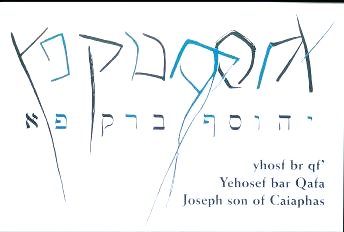 י ה ו ס ף ב ר ק פ א
yhosf br qf'
Yehosef bar Qafa
Joseph son of Caiaphas